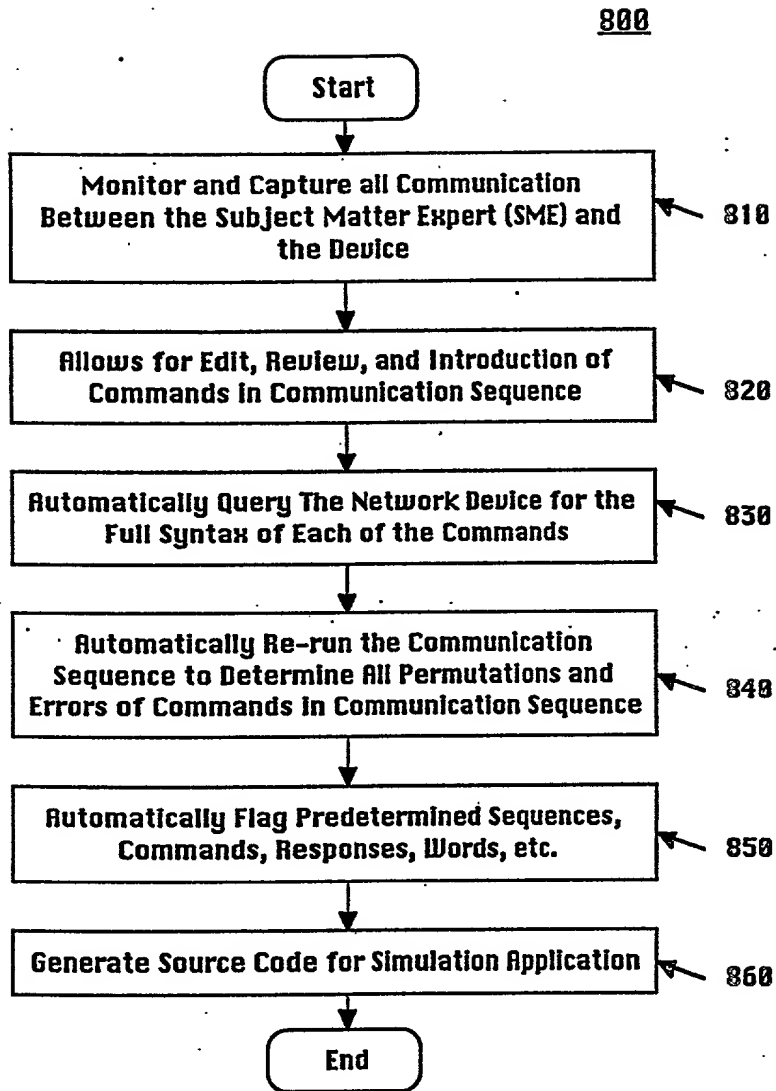 800
Start
Monitor and Capture all Communication
Between the Subject Matter Expert (SME) and
the Device
810
Allows for Edit, Review, and Introduction of
Commands in Communication Sequence
820
Automatically Query The Network Device for the
Full Syntax of Each of the Commands
830
Automatically Re-run the Communication
Sequence to Determine All Permutations and
Errors of Commands in Communication Sequence
840
Automatically Flag Predetermined Sequences,
Commands, Responses, Words, etc.
850
Generate Source Code for Simulation Application
860
End